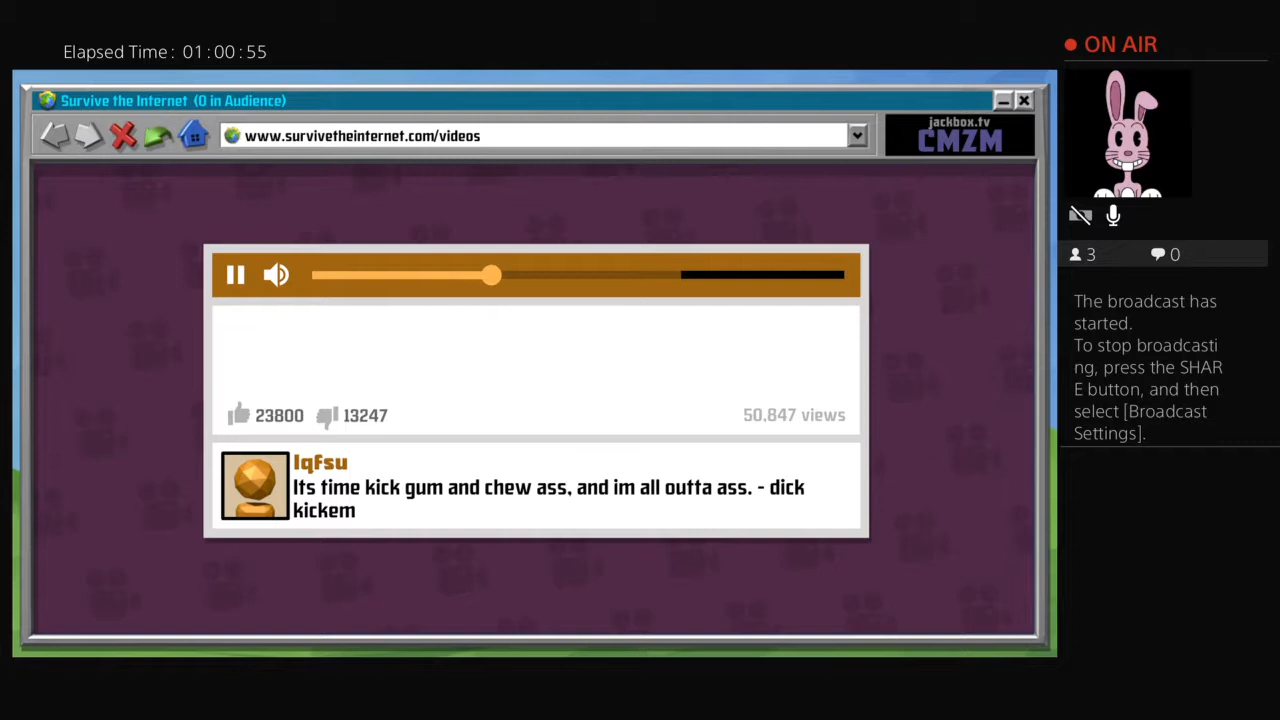 Elapsed Time: 01:00:55
ON AIR
Survive the Internet (0 in Audience)
www.survivetheinternet.com/videos
jackbox.tv
CMZM
3
0
The broadcast has
started.
To stop broadcasti
ng, press the SHAR
E button, and then
select [Broadcast
Settings].
23800
13247
50,847 views
Iqfsu
Its time kick gum and chew ass, and im all outta ass. - dick
kickem